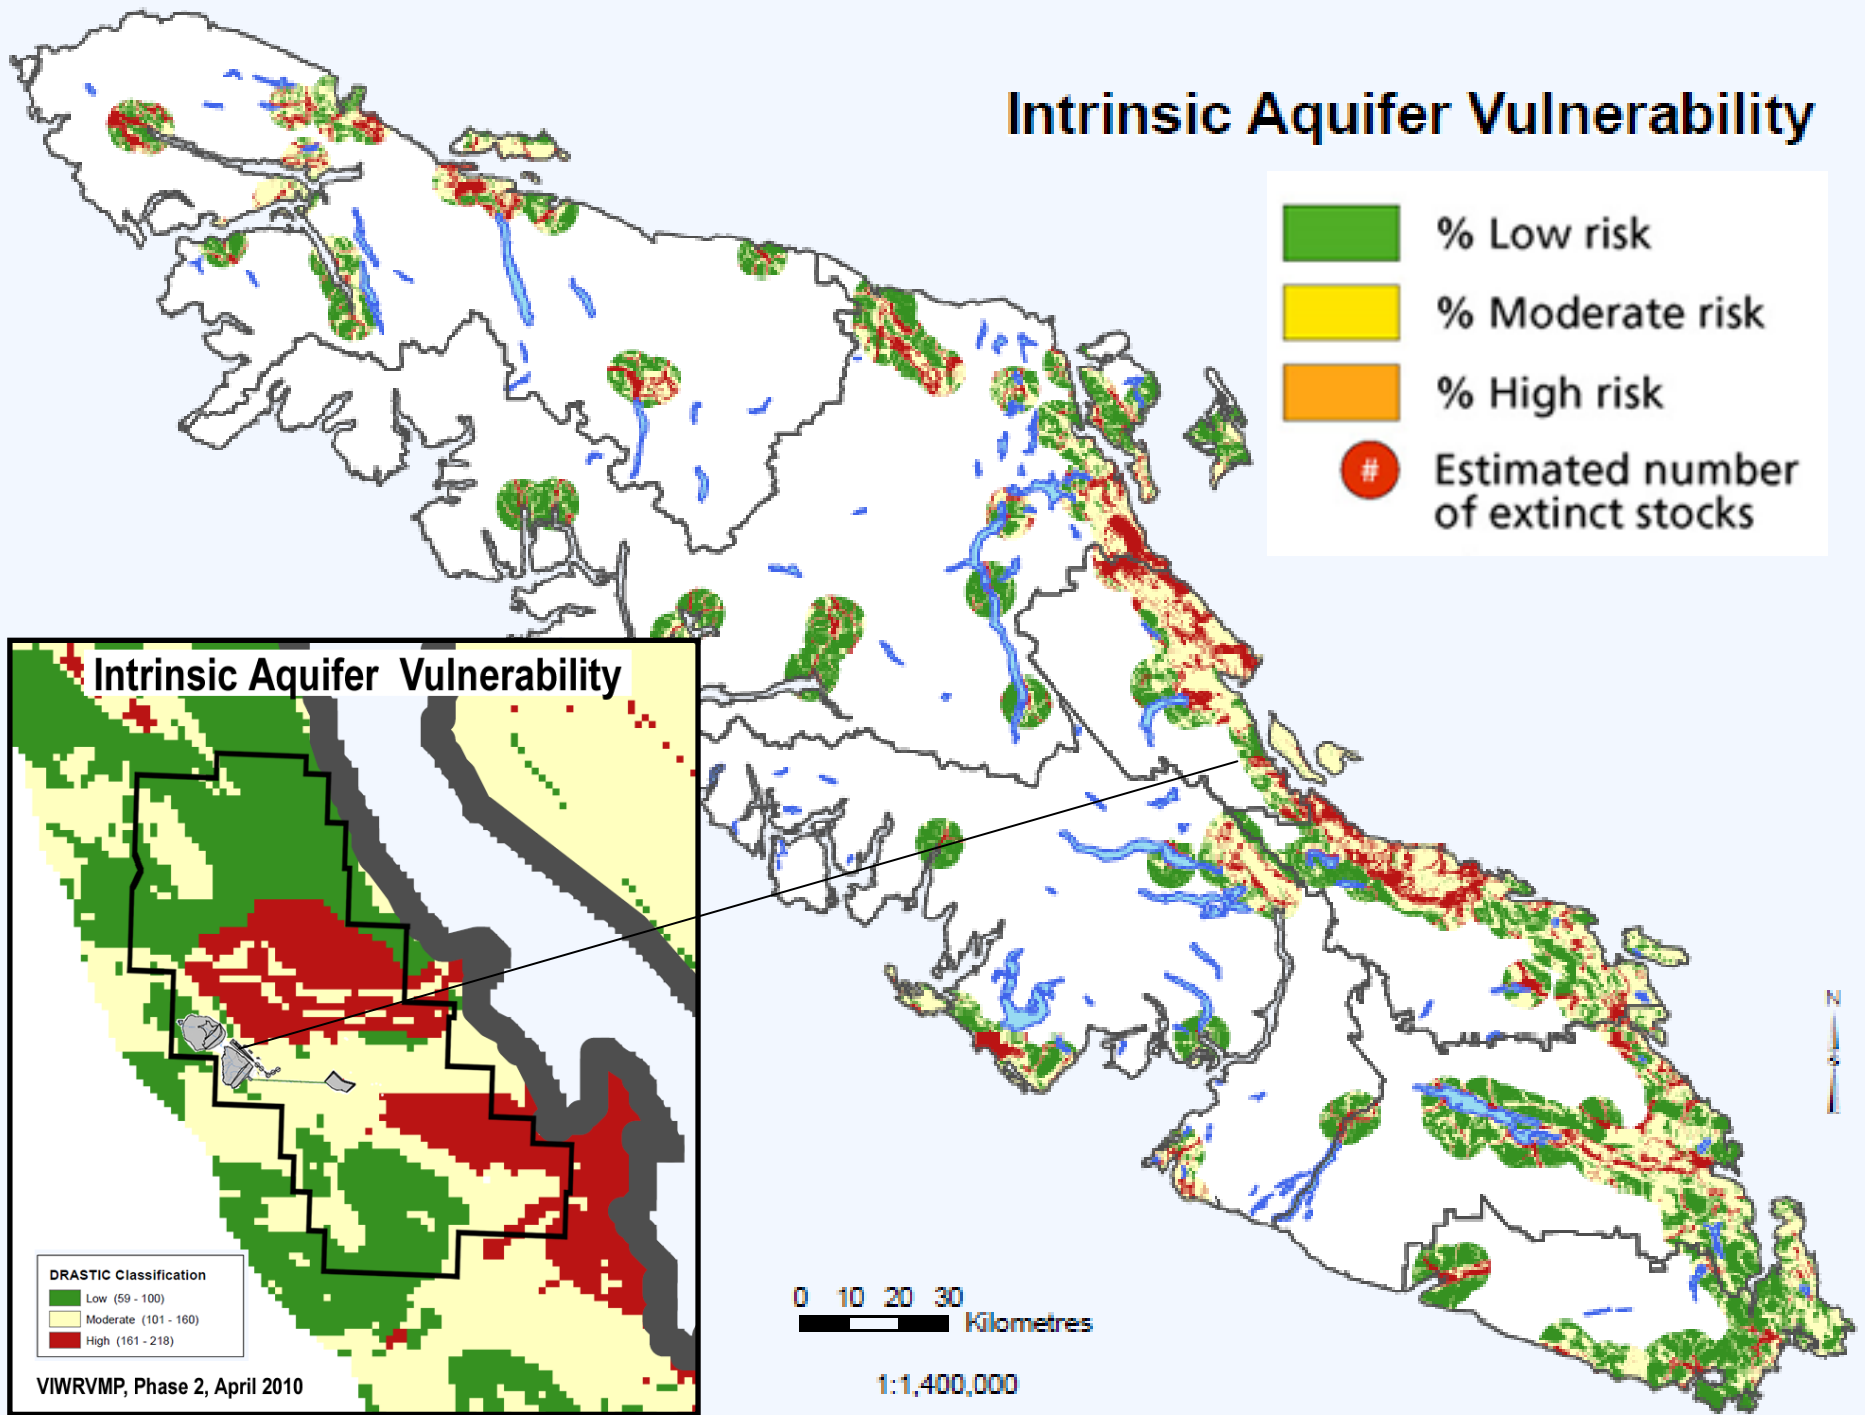 Intrinsic Aquifer Vulnerability
% Low risk
% Moderate risk
% High risk
# Estimated number
of extinct stocks
Intrinsic Aquifer Vulnerability
DRASTIC Classification
Low (59 - 100)
Moderate (101 - 160)
High (161 - 218)
VIWRVMP, Phase 2, April 2010
N
0 10 20 30
Kilometres
1:1,400,000